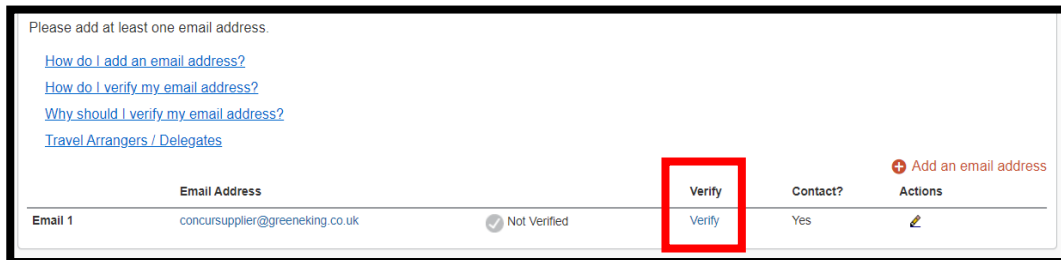 Please add at least one email address.
How do I add an email address?
How do I verify my email address?
Why should I verify my email address?
Travel Arrangers / Delegates
Add an email address
Email Address Verify Contact? Actions
Email 1 concursupplier@greeneking.co.uk Not Verified Verify Yes